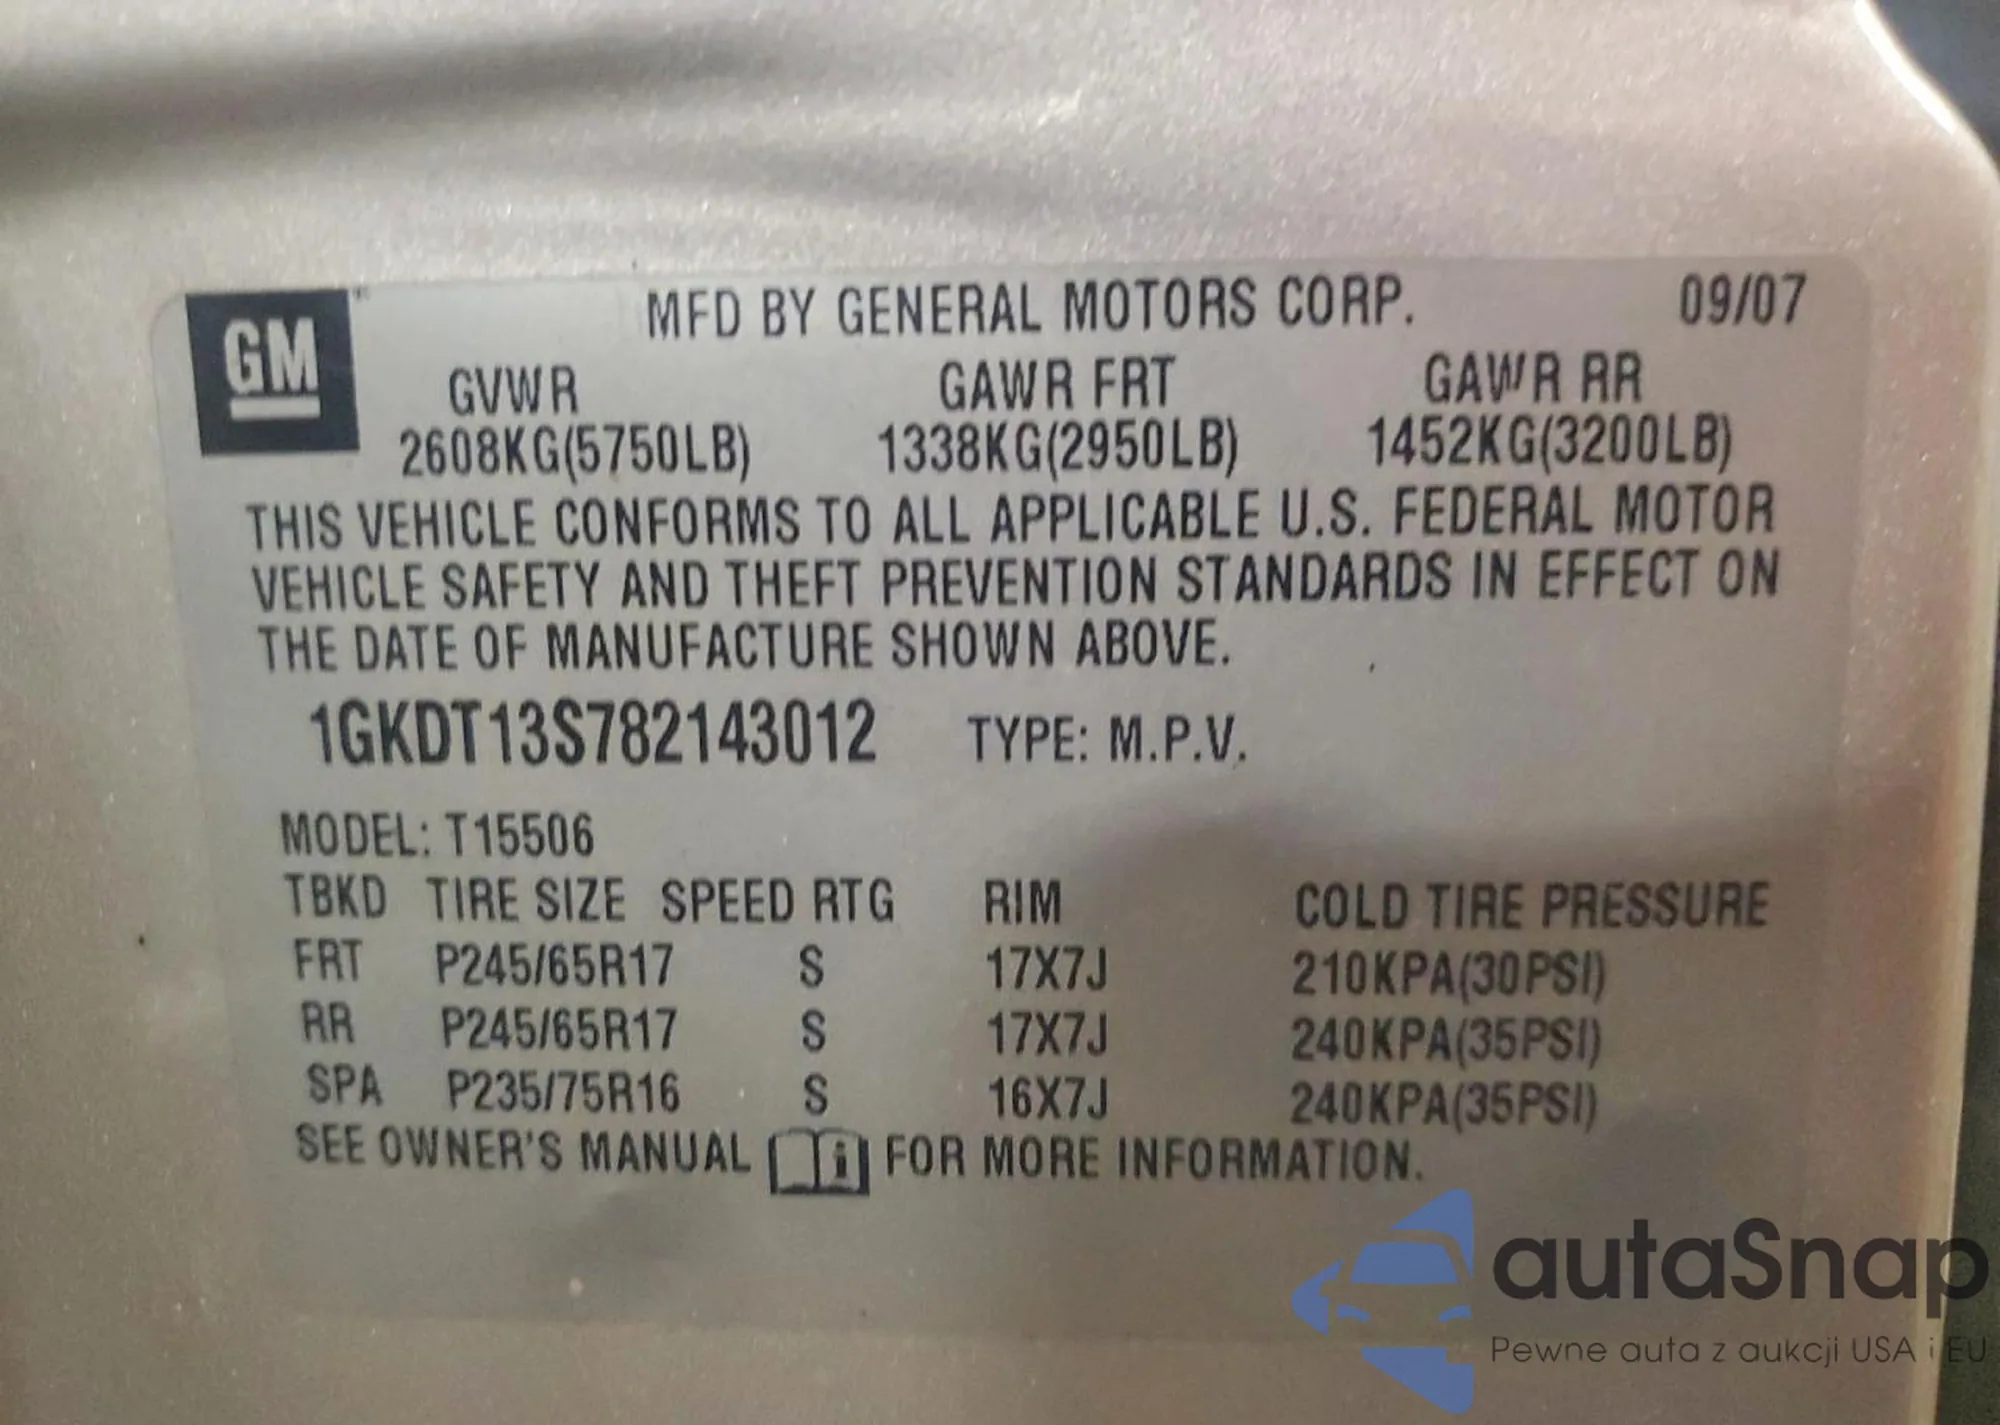 GM
MFD BY GENERAL MOTORS CORP. 09/07
GVWR GAWR FRT GAWR RR
2608KG(5750LB) 1338KG(2950LB) 1452KG(3200LB)
THIS VEHICLE CONFORMS TO ALL APPLICABLE U.S. FEDERAL MOTOR
VEHICLE SAFETY AND THEFT PREVENTION STANDARDS IN EFFECT ON
THE DATE OF MANUFACTURE SHOWN ABOVE.
1GKDT13S782143012 TYPE: M.P.V.
MODEL: T15506
TBKD TIRE SIZE SPEED RTG RIM COLD TIRE PRESSURE
FRT P245/65R17 S 17X7J 210KPA(30PSI)
RR P245/65R17 S 17X7J 240KPA(35PSI)
SPA P235/75R16 S 16X7J 240KPA(35PSI)
SEE OWNER'S MANUAL i FOR MORE INFORMATION.
autaSnap
Pewne auta z aukcji USA i EU